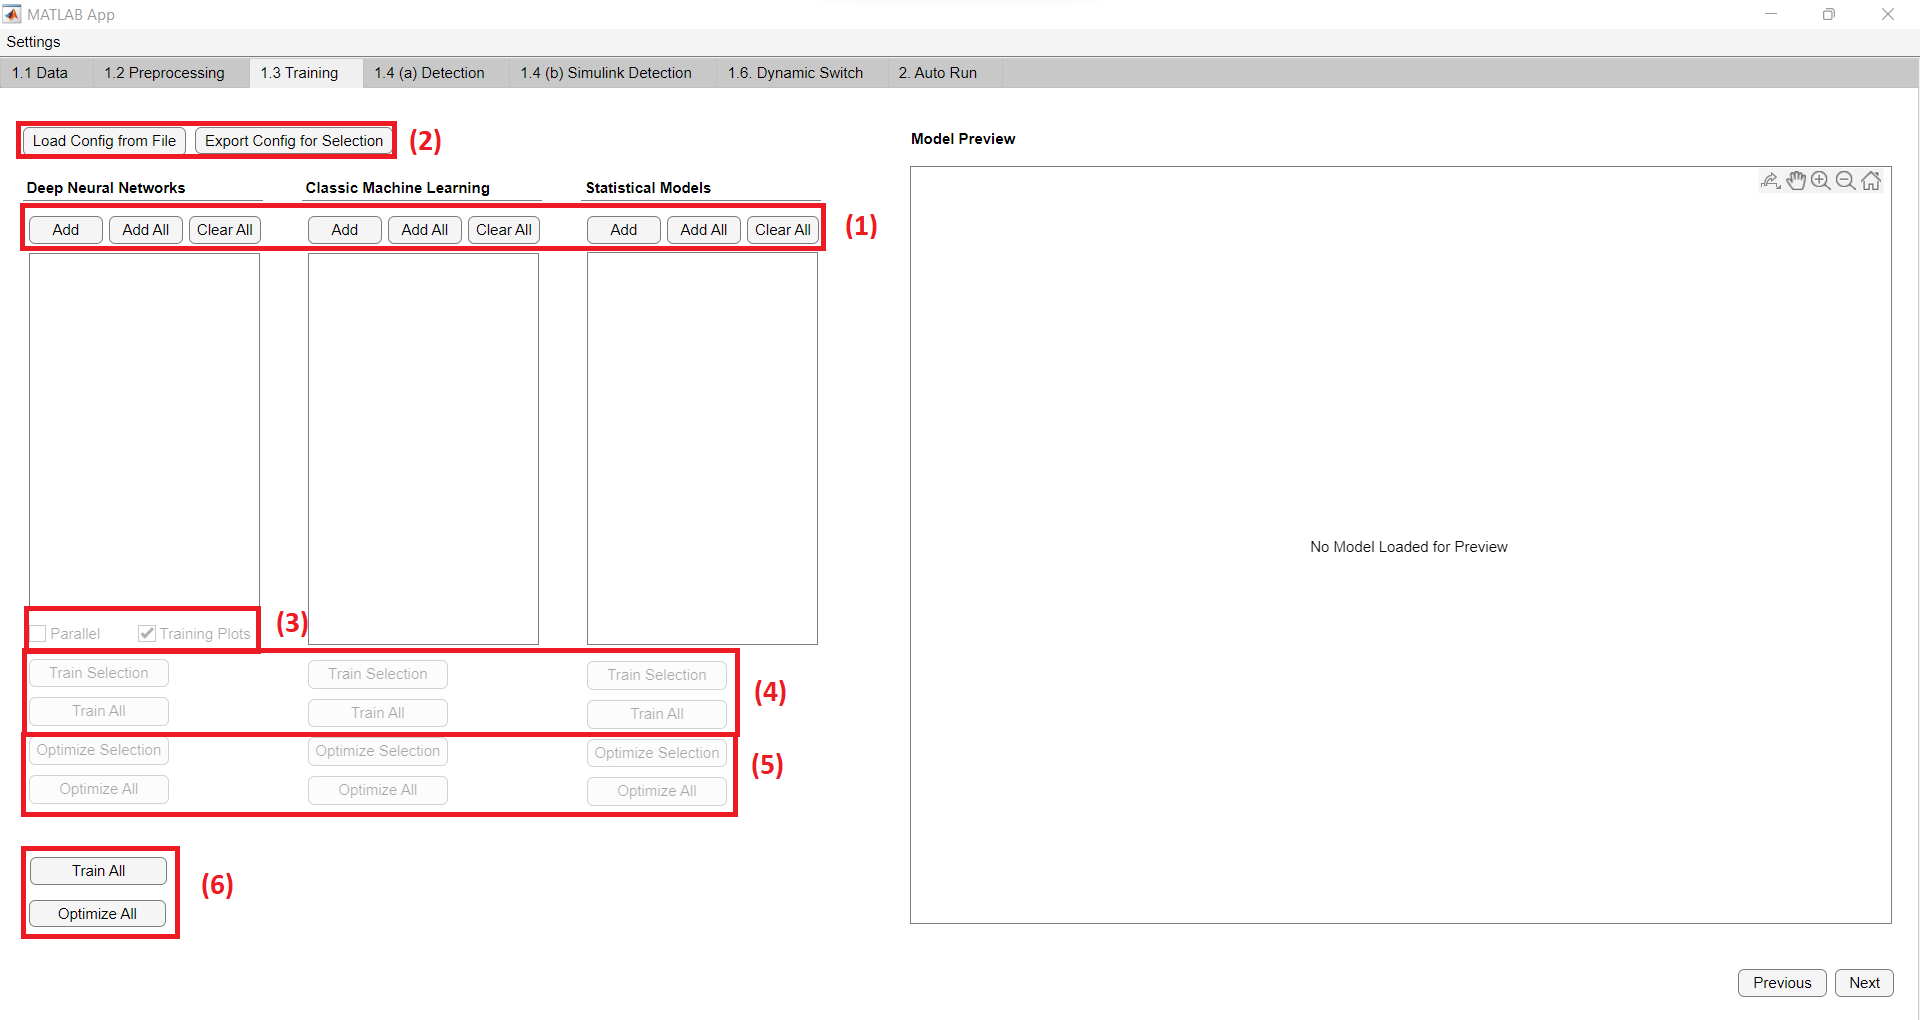 MATLAB App
Settings
1.1 Data 1.2 Preprocessing 1.3 Training 1.4 (a) Detection 1.4 (b) Simulink Detection 1.6. Dynamic Switch 2. Auto Run
Load Config from File Export Config for Selection (2)
Model Preview
Deep Neural Networks Classic Machine Learning Statistical Models
Add Add All Clear All Add Add All Clear All Add Add All Clear All (1)
No Model Loaded for Preview
Parallel Training Plots (3)
Train Selection Train Selection Train Selection
(4)
Train All Train All Train All
Optimize Selection Optimize Selection Optimize Selection
(5)
Optimize All Optimize All Optimize All
Train All
(6)
Optimize All
Previous Next